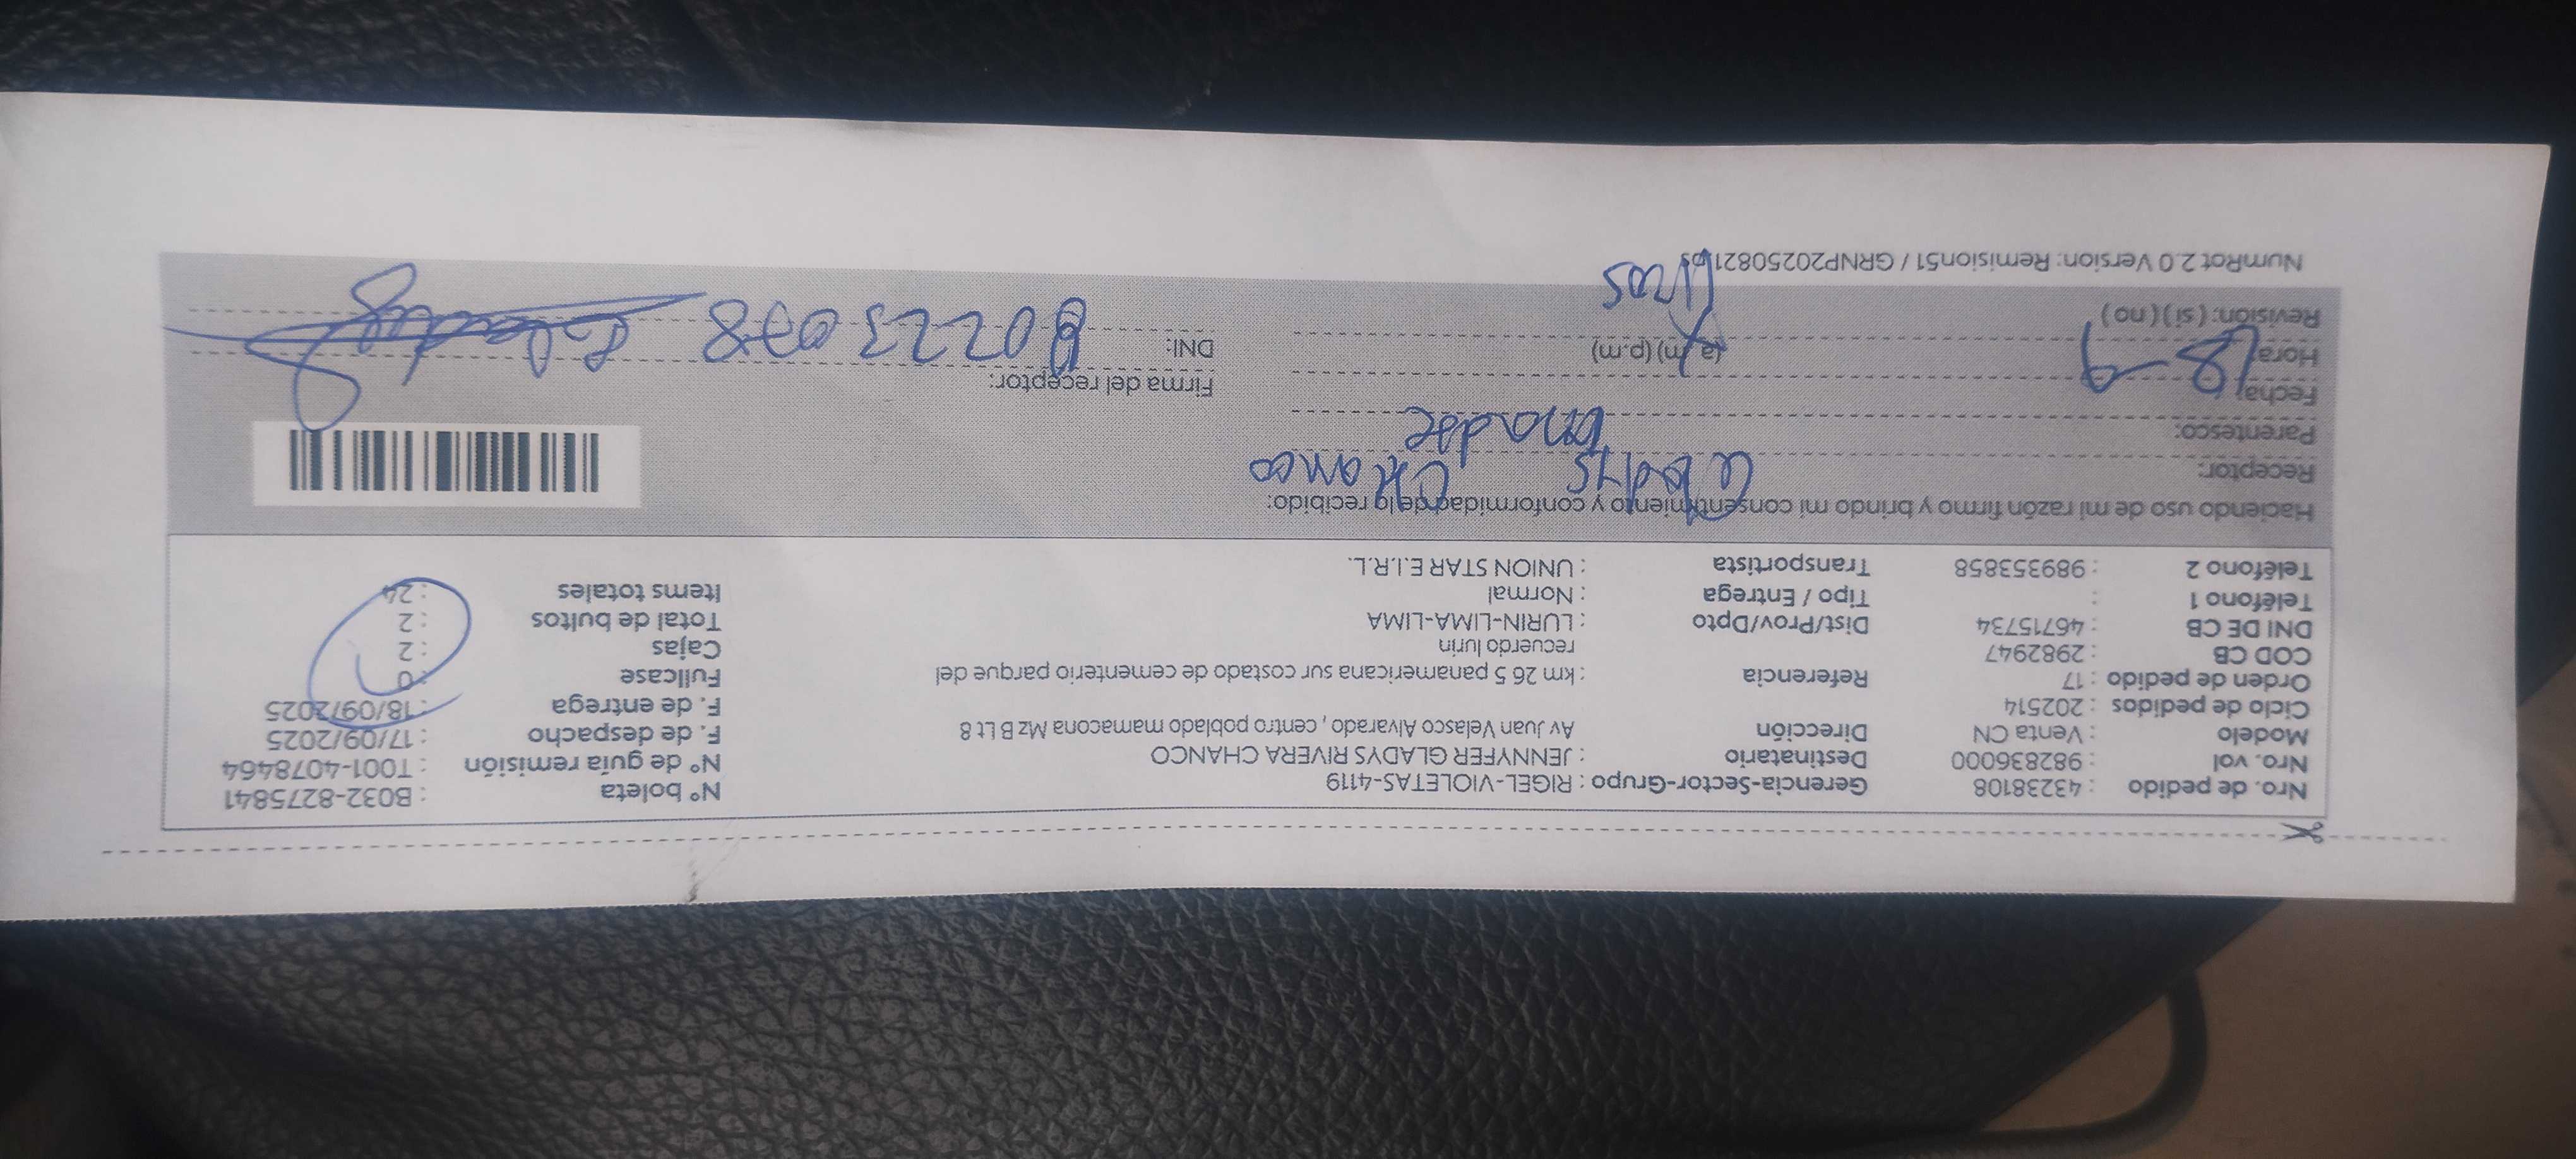 Nro. de pedido : 43238108 Gerencia-Sector-Grupo : RIGEL-VIOLETAS-4119 N° boleta : B032-8275841
Nro. vol : 982836000 Destinatario : JENNYFER GLADYS RIVERA CHANCO N° de guía remisión : T001-4078464
Modelo : Venta CN Dirección Av Juan Velasco Alvarado , centro poblado mamacona Mz B Lt 8 F. de despacho : 17/09/2025
Ciclo de pedidos : 202514 F. de entrega : 18/09/2025
Orden de pedido : 17 Referencia : km 26 5 panamericana sur costado de cementerio parque del Fullcase : 0
COD CB : 2982947 recuerdo lurin Cajas : 2
DNI DE CB : 46715734 Dist/Prov/Dpto : LURIN-LIMA-LIMA Total de bultos : 2
Teléfono 1 : Tipo / Entrega : Normal Items totales : 24
Teléfono 2 : 989353858 Transportista : UNION STAR E.I.R.L.
Haciendo uso de mi razón firmo y brindo mi consentimiento y conformidad de lo recibido:
Receptor: Gladys Chanco
Parentesco: madre
Fecha: 18-9 Firma del receptor:
Hora: (a.m) (p.m) DNI: 80223078
Revisión: ( si ) ( no )
NumRot 2.0 Version: Remision51 / GRNP20250821